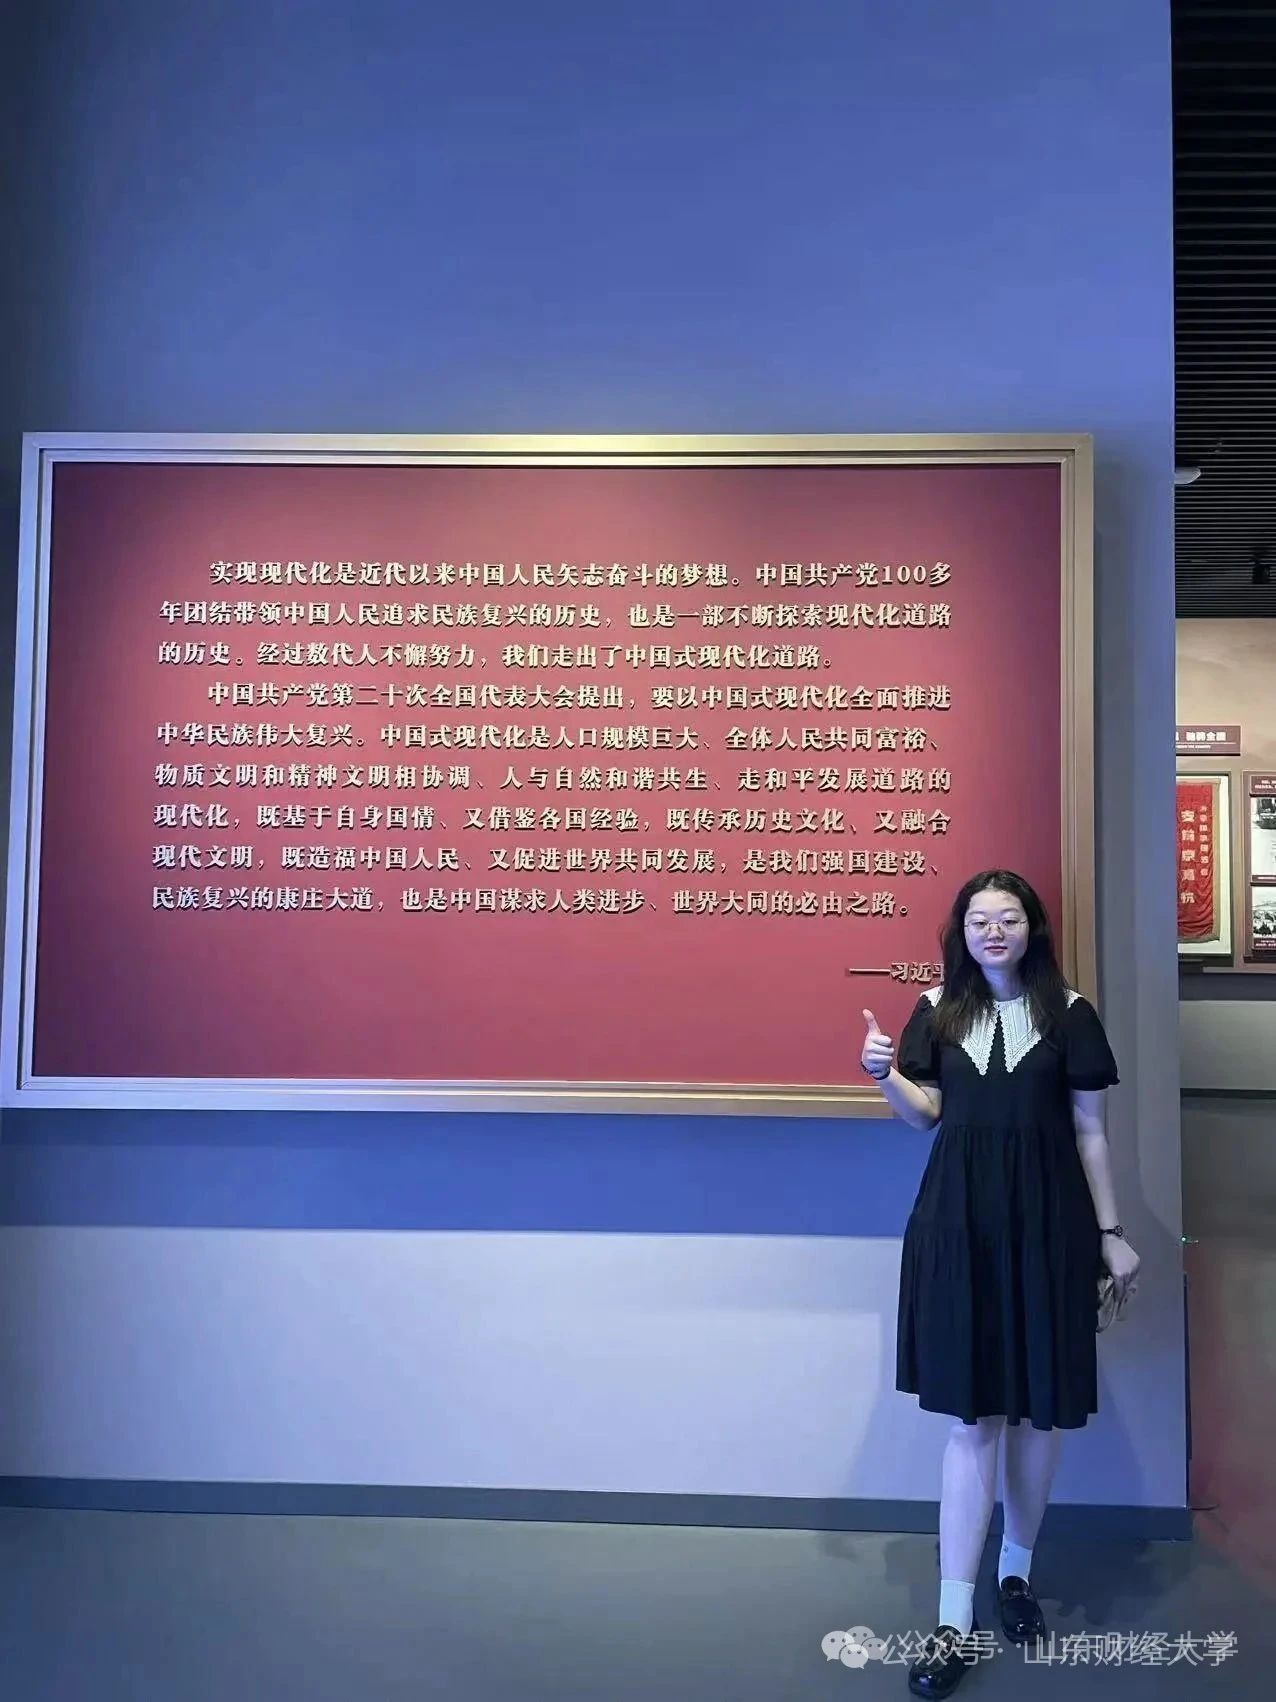 实现现代化是近代以来中国人民矢志奋斗的梦想。中国共产党100多
年团结带领中国人民追求民族复兴的历史，也是一部不断探索现代化道路
的历史。经过数代人不懈努力，我们走出了中国式现代化道路。
中国共产党第二十次全国代表大会提出，要以中国式现代化全面推进
中华民族伟大复兴。中国式现代化是人口规模巨大、全体人民共同富裕、
物质文明和精神文明相协调、人与自然和谐共生、走和平发展道路的
现代化，既基于自身国情、又借鉴各国经验，既传承历史文化、又融合
现代文明，既造福中国人民、又促进世界共同发展，是我们强国建设、
民族复兴的康庄大道，也是中国谋求人类进步、世界大同的必由之路。
——习近平
驰骋全国
公众号·山东财经大学